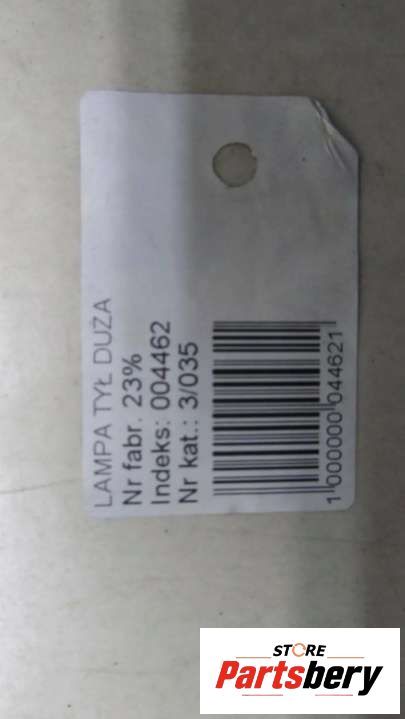 LAMPA TYŁ DUŻA
Nr fabr. 23%
Indeks: 004462
Nr kat.: 3/035
1 000000 044621
STORE
Partsbery